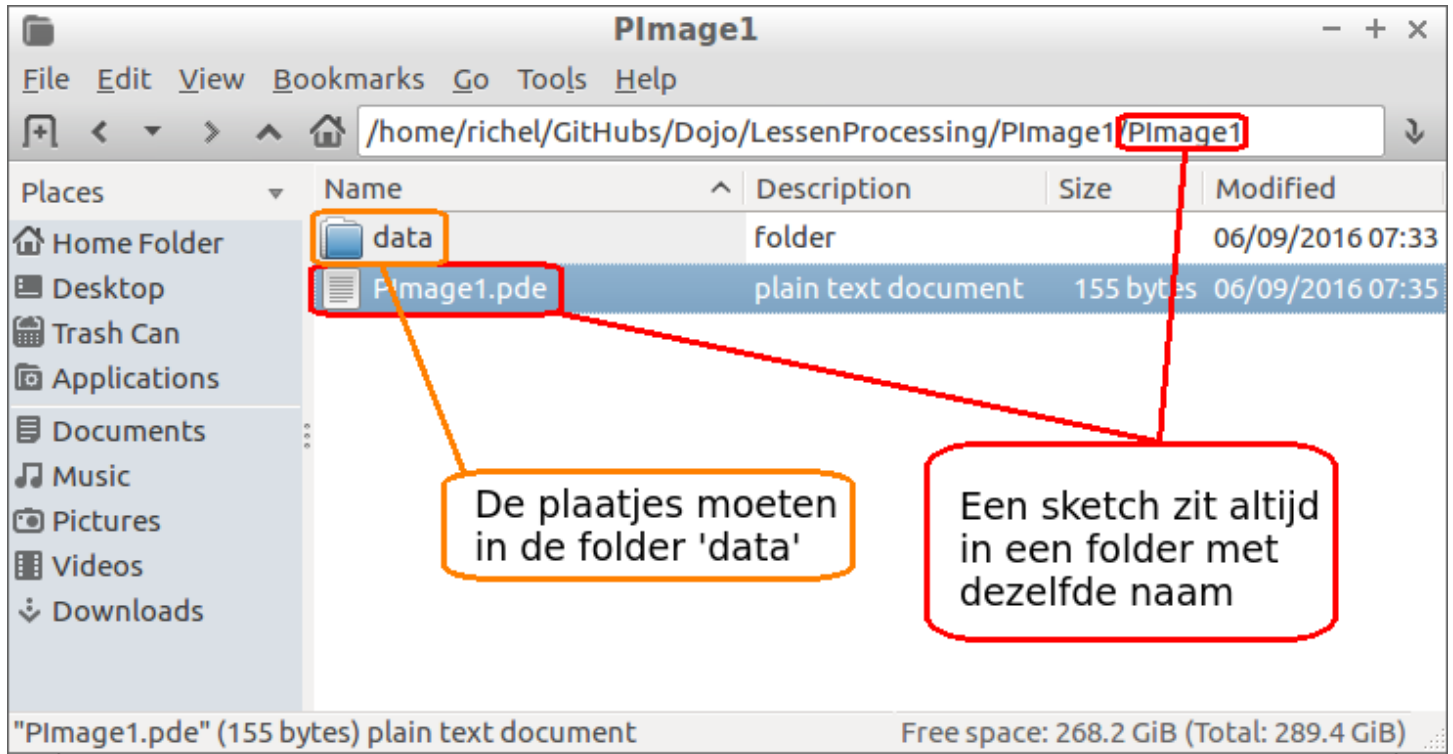 PImage1
File Edit View Bookmarks Go Tools Help
/home/richel/GitHubs/Dojo/LessenProcessing/PImage1/PImage1
Places
Name Description Size Modified
Home Folder
Desktop
Trash Can
Applications
Documents
Music
Pictures
Videos
Downloads
data folder 06/09/2016 07:33
PImage1.pde plain text document 155 bytes 06/09/2016 07:35
De plaatjes moeten
in de folder 'data'
Een sketch zit altijd
in een folder met
dezelfde naam
"PImage1.pde" (155 bytes) plain text document Free space: 268.2 GiB (Total: 289.4 GiB)